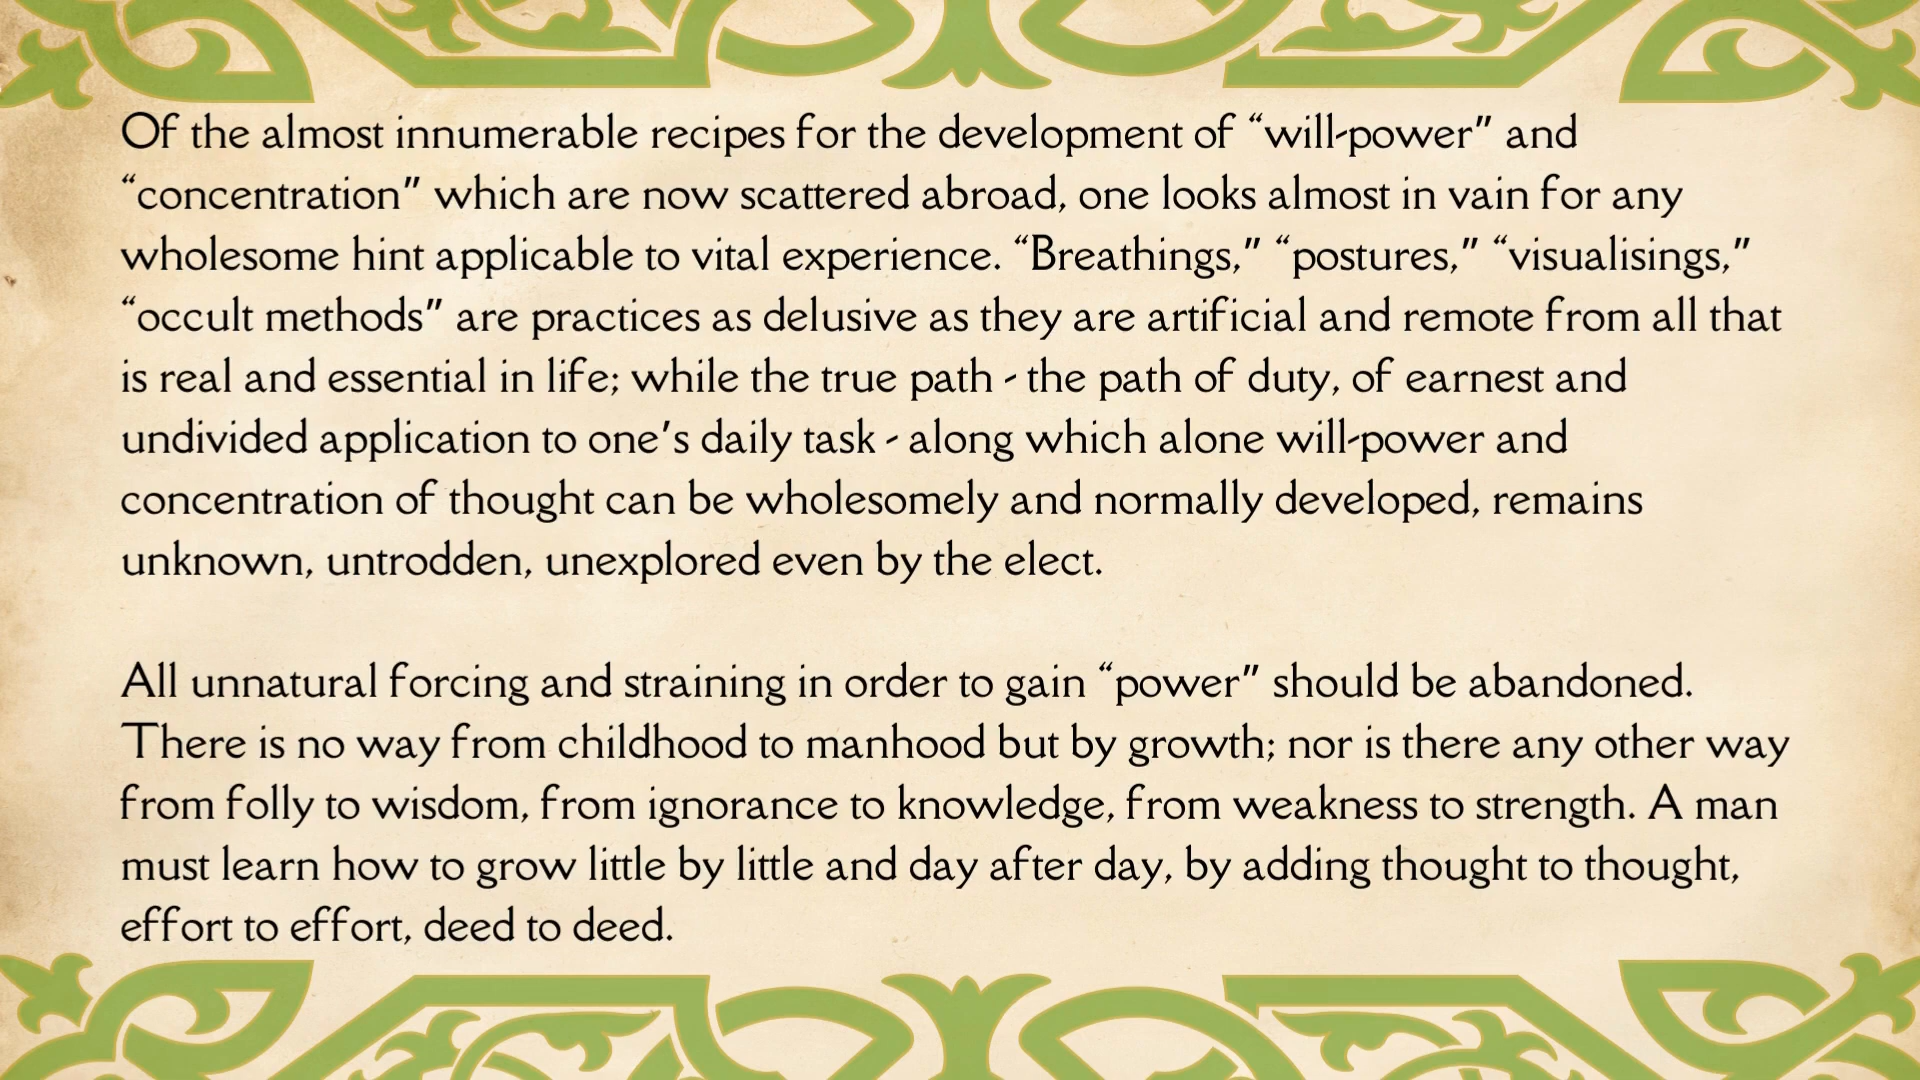 Of the almost innumerable recipes for the development of “will-power” and
“concentration” which are now scattered abroad, one looks almost in vain for any
wholesome hint applicable to vital experience. “Breathings,” “postures,” “visualisings,”
“occult methods” are practices as delusive as they are artificial and remote from all that
is real and essential in life; while the true path - the path of duty, of earnest and
undivided application to one's daily task - along which alone will-power and
concentration of thought can be wholesomely and normally developed, remains
unknown, untrodden, unexplored even by the elect.
All unnatural forcing and straining in order to gain “power” should be abandoned.
There is no way from childhood to manhood but by growth; nor is there any other way
from folly to wisdom, from ignorance to knowledge, from weakness to strength. A man
must learn how to grow little by little and day after day, by adding thought to thought,
effort to effort, deed to deed.